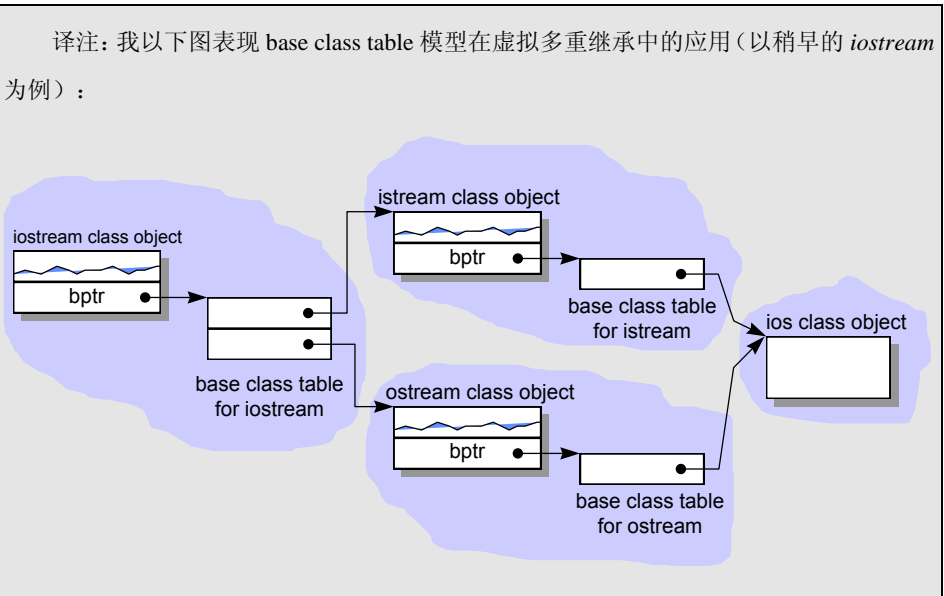 译注：我以下图表现 base class table 模型在虚拟多重继承中的应用（以稍早的 iostream
为例）：
istream class object
iostream class object
bptr
bptr
base class table
for istream
ios class object
base class table
for iostream
ostream class object
bptr
base class table
for ostream